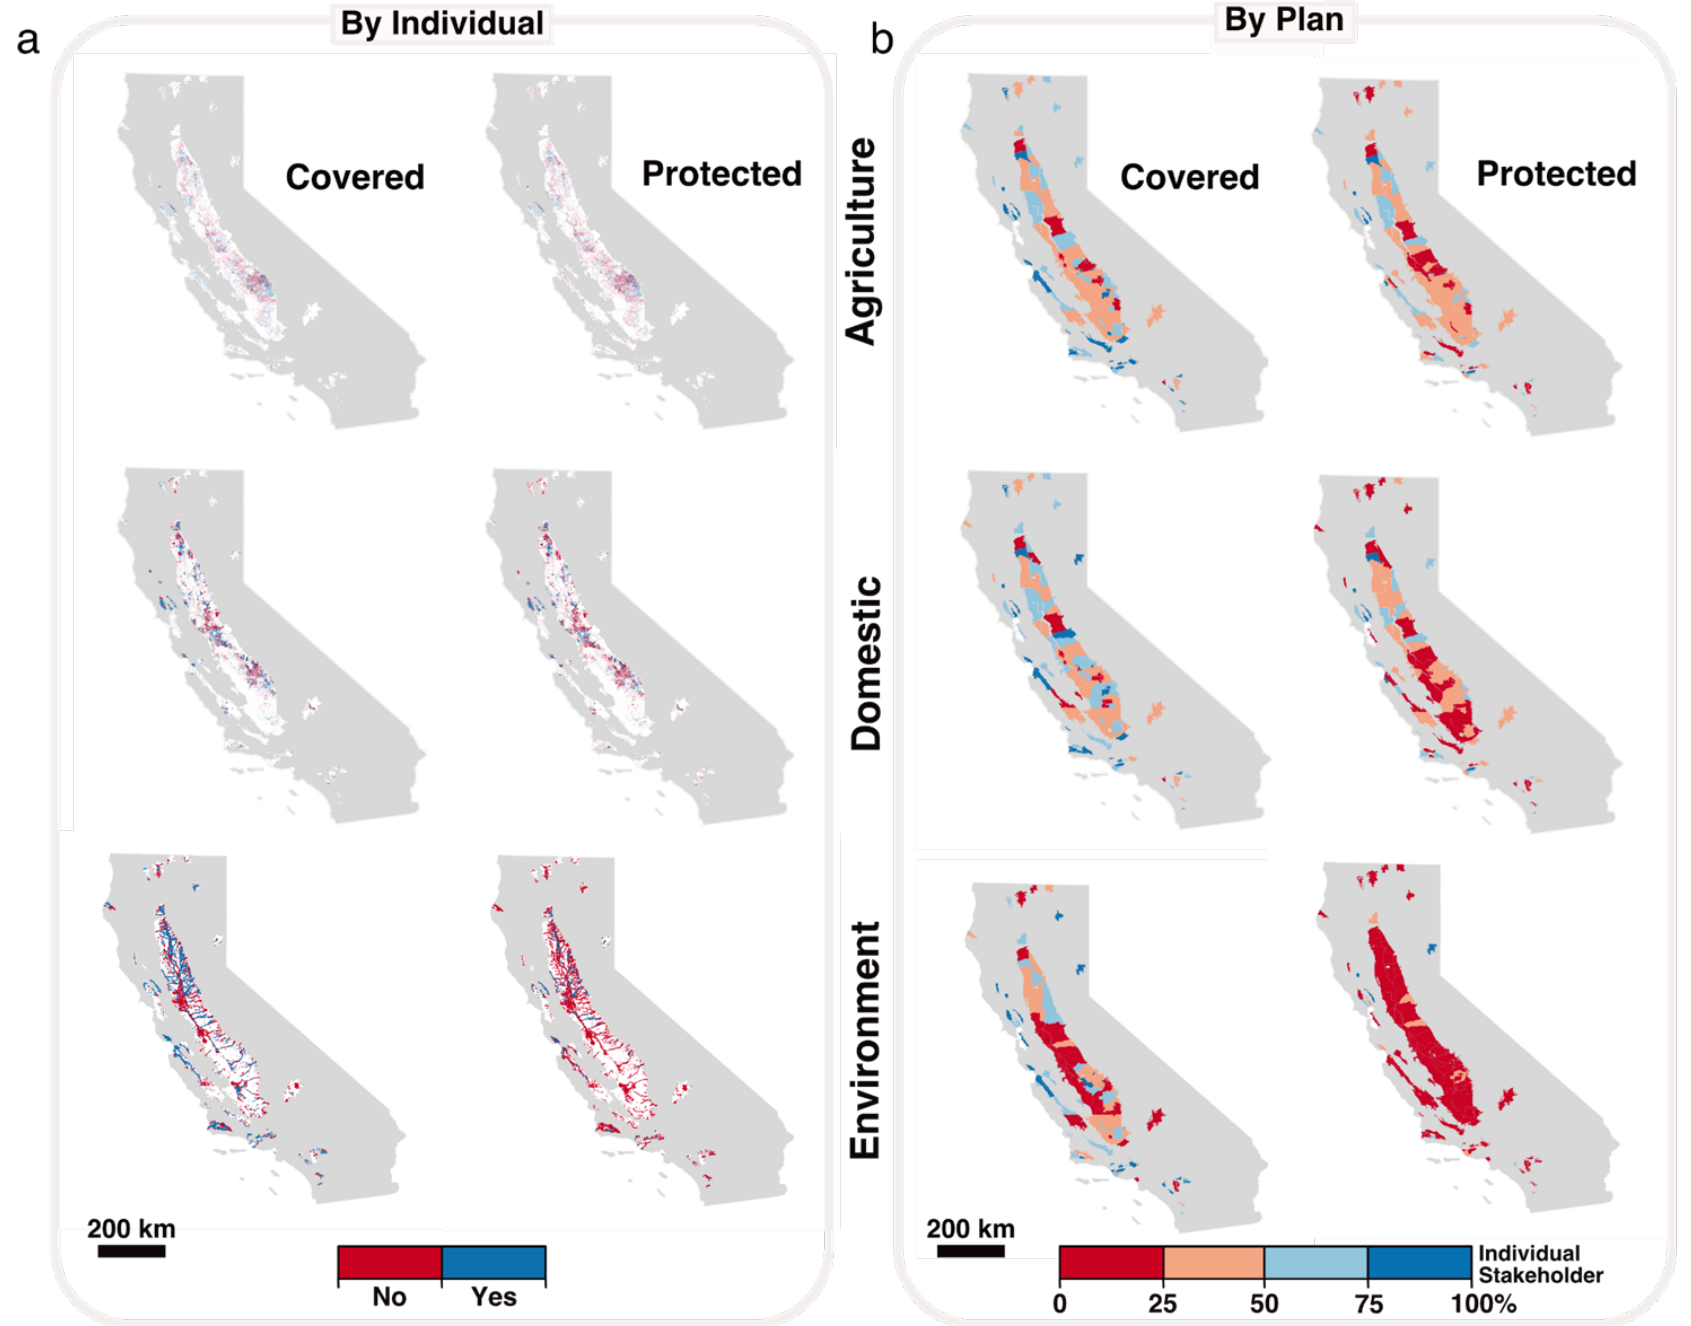 a
By Individual
b
By Plan
Covered
Protected
Agriculture
Covered
Protected
Domestic
Environment
200 km
No
Yes
200 km
0
25
50
75
100%
Individual
Stakeholder